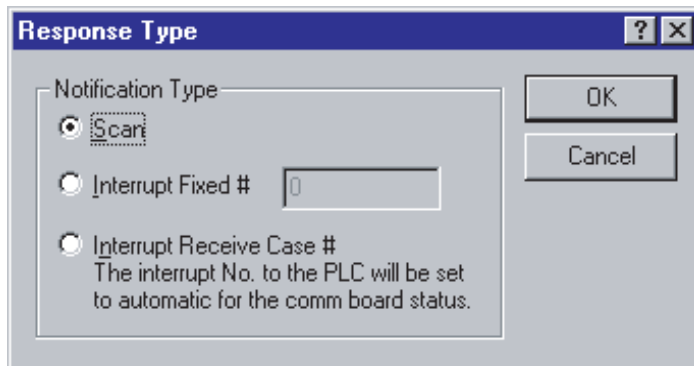 Response Type
? X
Notification Type
OK
Scan
Cancel
Interrupt Fixed # 0
Interrupt Receive Case #
The interrupt No. to the PLC will be set
to automatic for the comm board status.